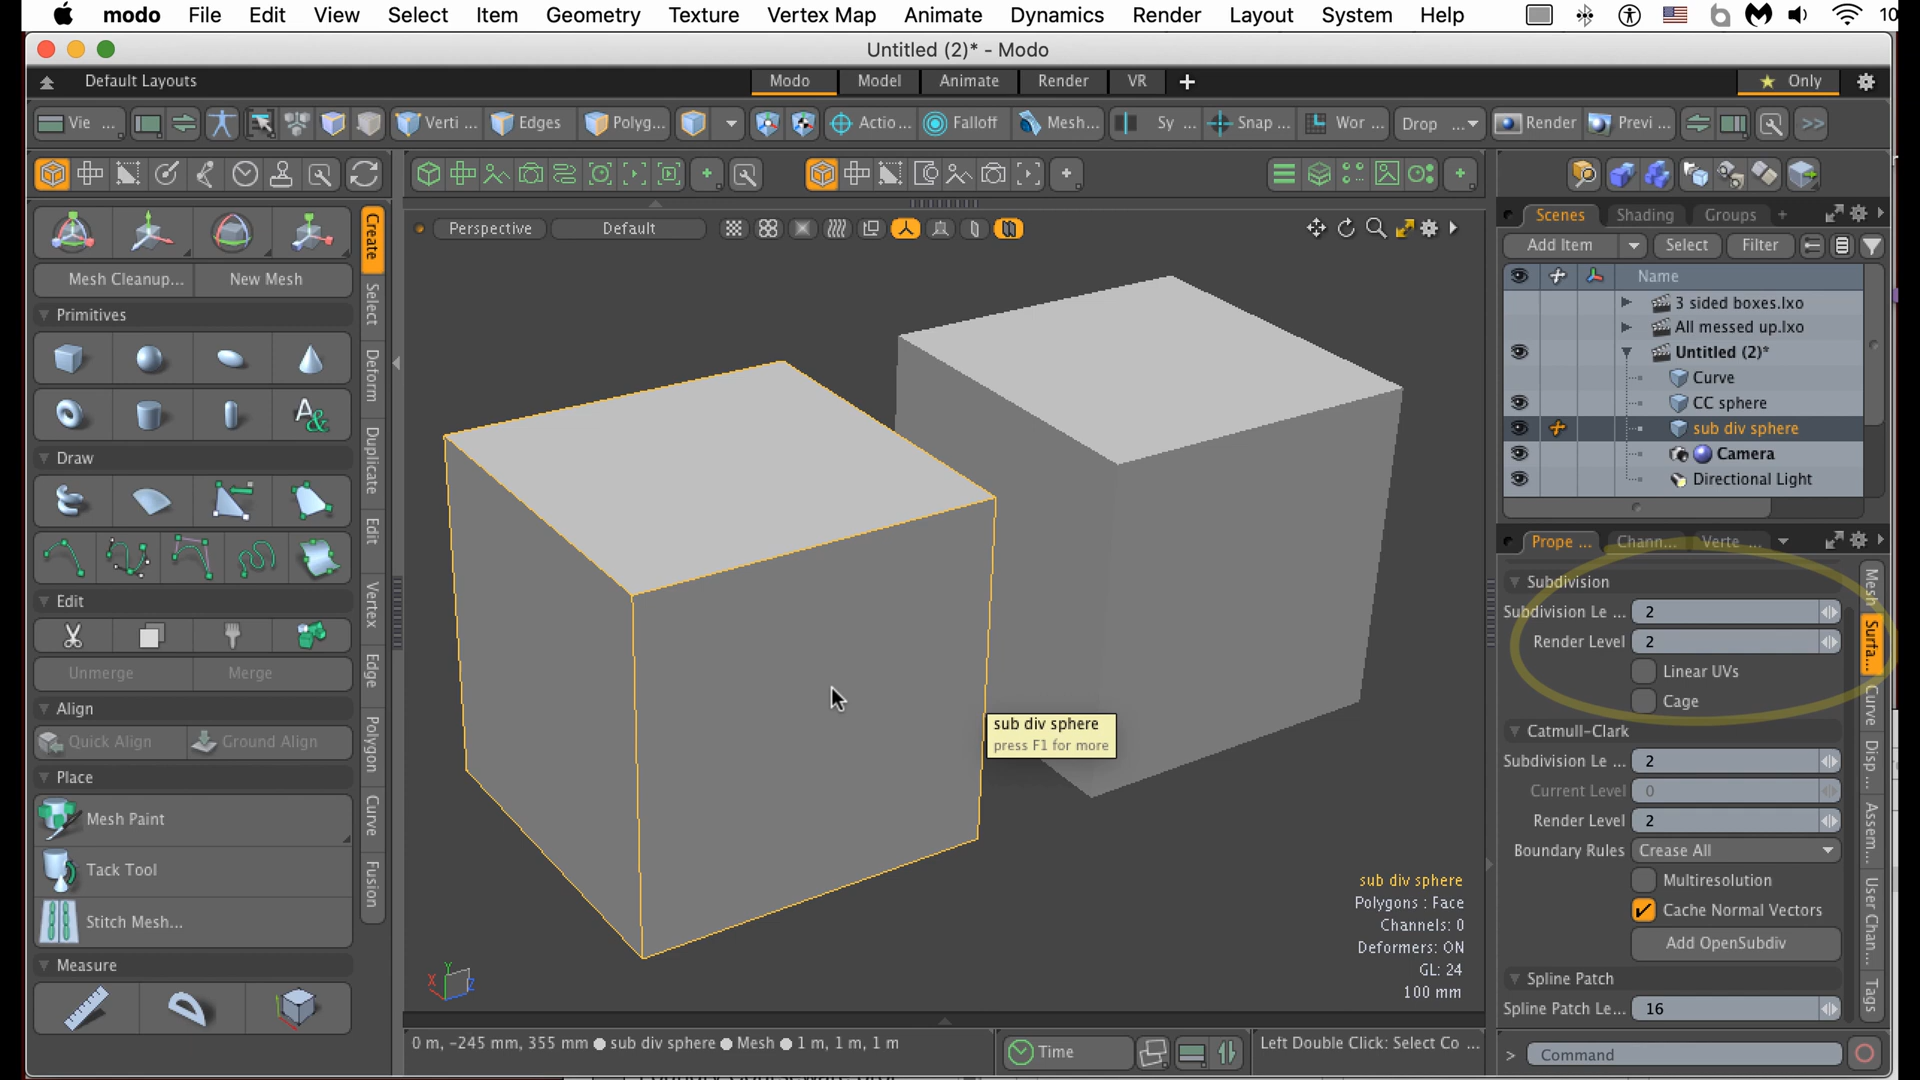 modo File Edit View Select Item Geometry Texture Vertex Map Animate Dynamics Render Layout System Help 10
Untitled (2)* - Modo
Default Layouts Modo Model Animate Render VR + Only
Vie ... Verti ... Edges Polyg... Actio... Falloff Mesh... Sy ... Snap ... Wor ... Drop ... Render Previ ... >>
Create
Select
Deform
Duplicate
Edit
Vertex
Edge
Polygon
Curve
Fusion
Mesh Cleanup... New Mesh
Primitives
Draw
Edit
Unmerge Merge
Align
Quick Align Ground Align
Place
Mesh Paint
Tack Tool
Stitch Mesh...
Measure
Perspective Default
sub div sphere
press F1 for more
sub div sphere
Polygons : Face
Channels: 0
Deformers: ON
GL: 24
100 mm
X Y Z
0 m, -245 mm, 355 mm ● sub div sphere ● Mesh ● 1 m, 1 m, 1 m
Time
Left Double Click: Select Co ...
Scenes Shading Groups +
Add Item Select Filter
Name
3 sided boxes.lxo
All messed up.lxo
Untitled (2)*
Curve
CC sphere
sub div sphere
Camera
Directional Light
Prope ... Chann... Verte ...
Subdivision
Subdivision Le ... 2
Render Level 2
Linear UVs
Cage
Catmull-Clark
Subdivision Le ... 2
Current Level 0
Render Level 2
Boundary Rules Crease All
Multiresolution
Cache Normal Vectors
Add OpenSubdiv
Spline Patch
Spline Patch Le... 16
Mesh
Surfa...
Curve
Disp ...
Assem...
User Chan...
Tags
> Command